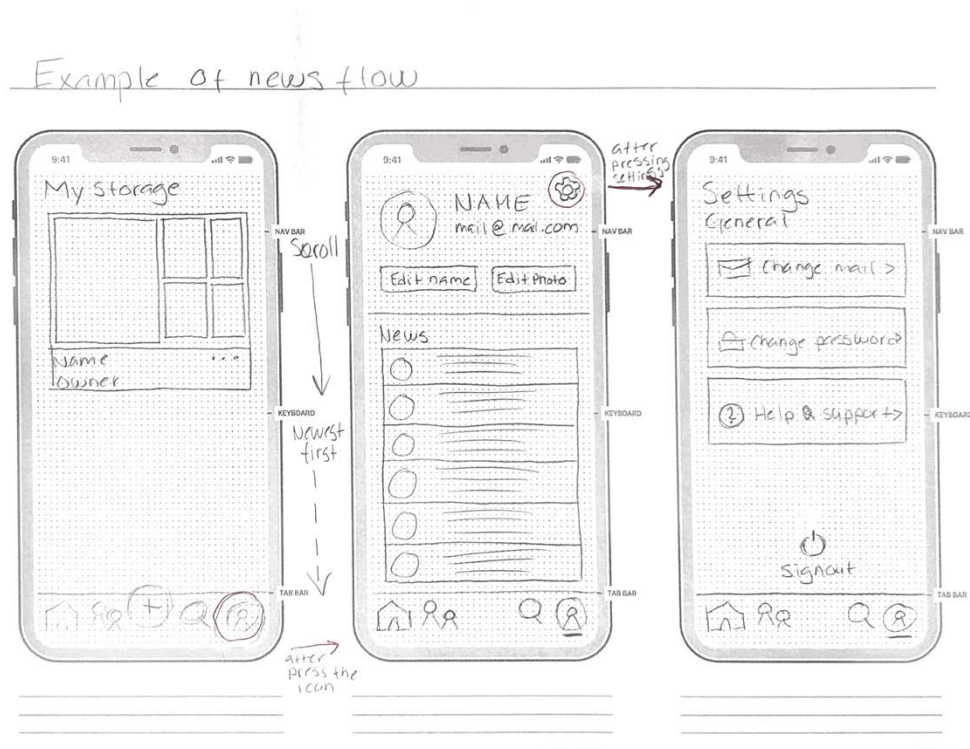 Example of news flow
9:41
My Storage
NAV BAR
Name
...
owner
KEYBOARD
TAB BAR
Scroll
Newest
first
after
press the
icon
9:41
NAME
mail@mail.com
NAV BAR
Edit name
Edit Photo
News
KEYBOARD
TAB BAR
after
pressing
settings
9:41
Settings
General
NAV BAR
Change mail >
Change password>
? Help & support>
KEYBOARD
signout
TAB BAR